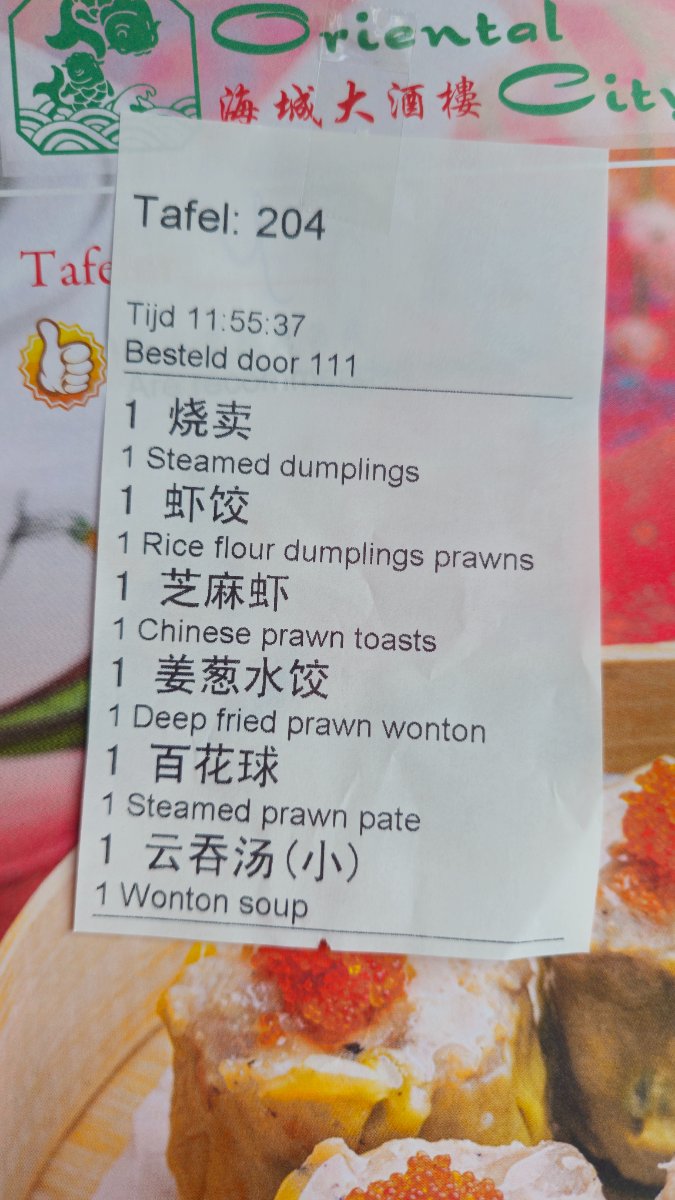 Oriental
海城大酒樓 City
Tafel: 204
Tafe
Tijd 11:55:37
Besteld door 111
1 烧卖
1 Steamed dumplings
1 虾饺
1 Rice flour dumplings prawns
1 芝麻虾
1 Chinese prawn toasts
1 姜葱水饺
1 Deep fried prawn wonton
1 百花球
1 Steamed prawn pate
1 云吞汤(小)
1 Wonton soup